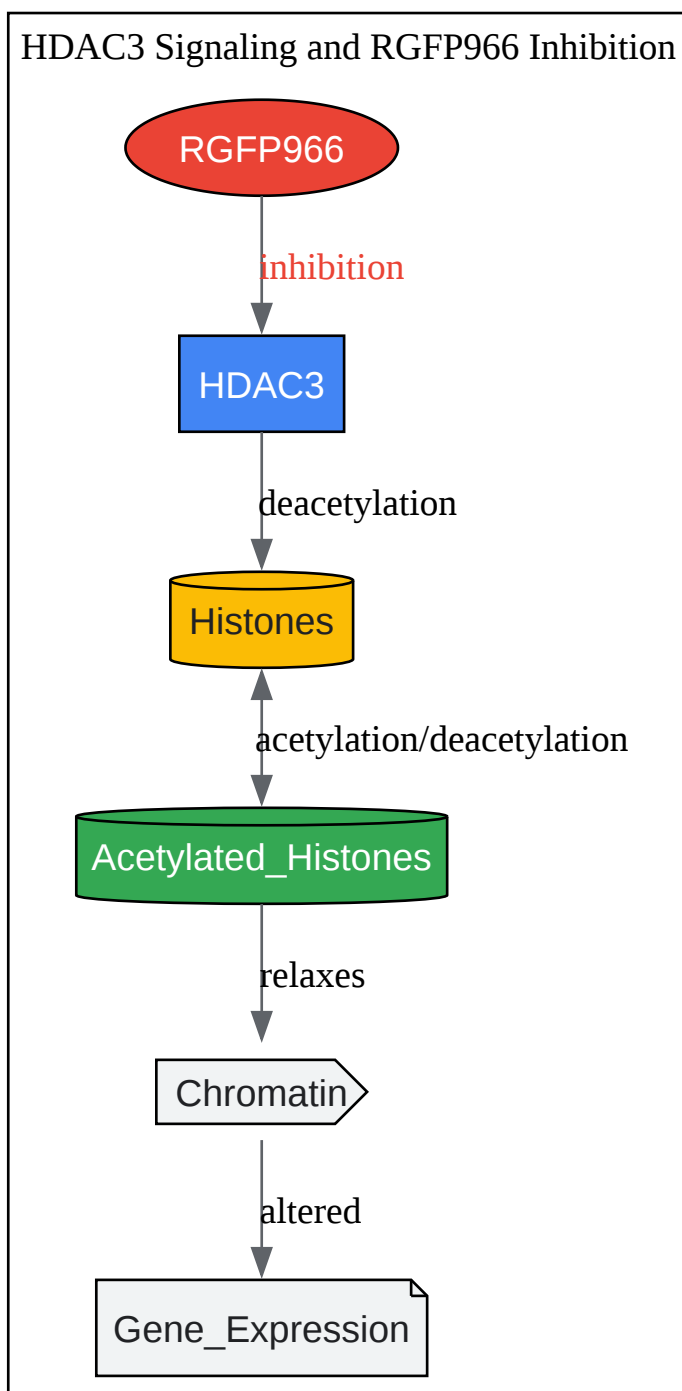 HDAC3 Signaling and RGFP966 Inhibition
RGFP966
inhibition
HDAC3
deacetylation
Histones
acetylation/deacetylation
Acetylated_Histones
relaxes
Chromatin
altered
Gene_Expression